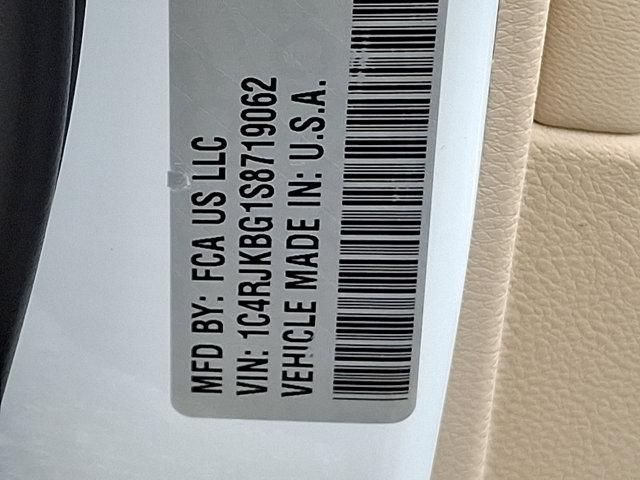 MFD BY: FCA US LLC
VIN: 1C4RJKBG1S8719062
VEHICLE MADE IN: U.S.A.